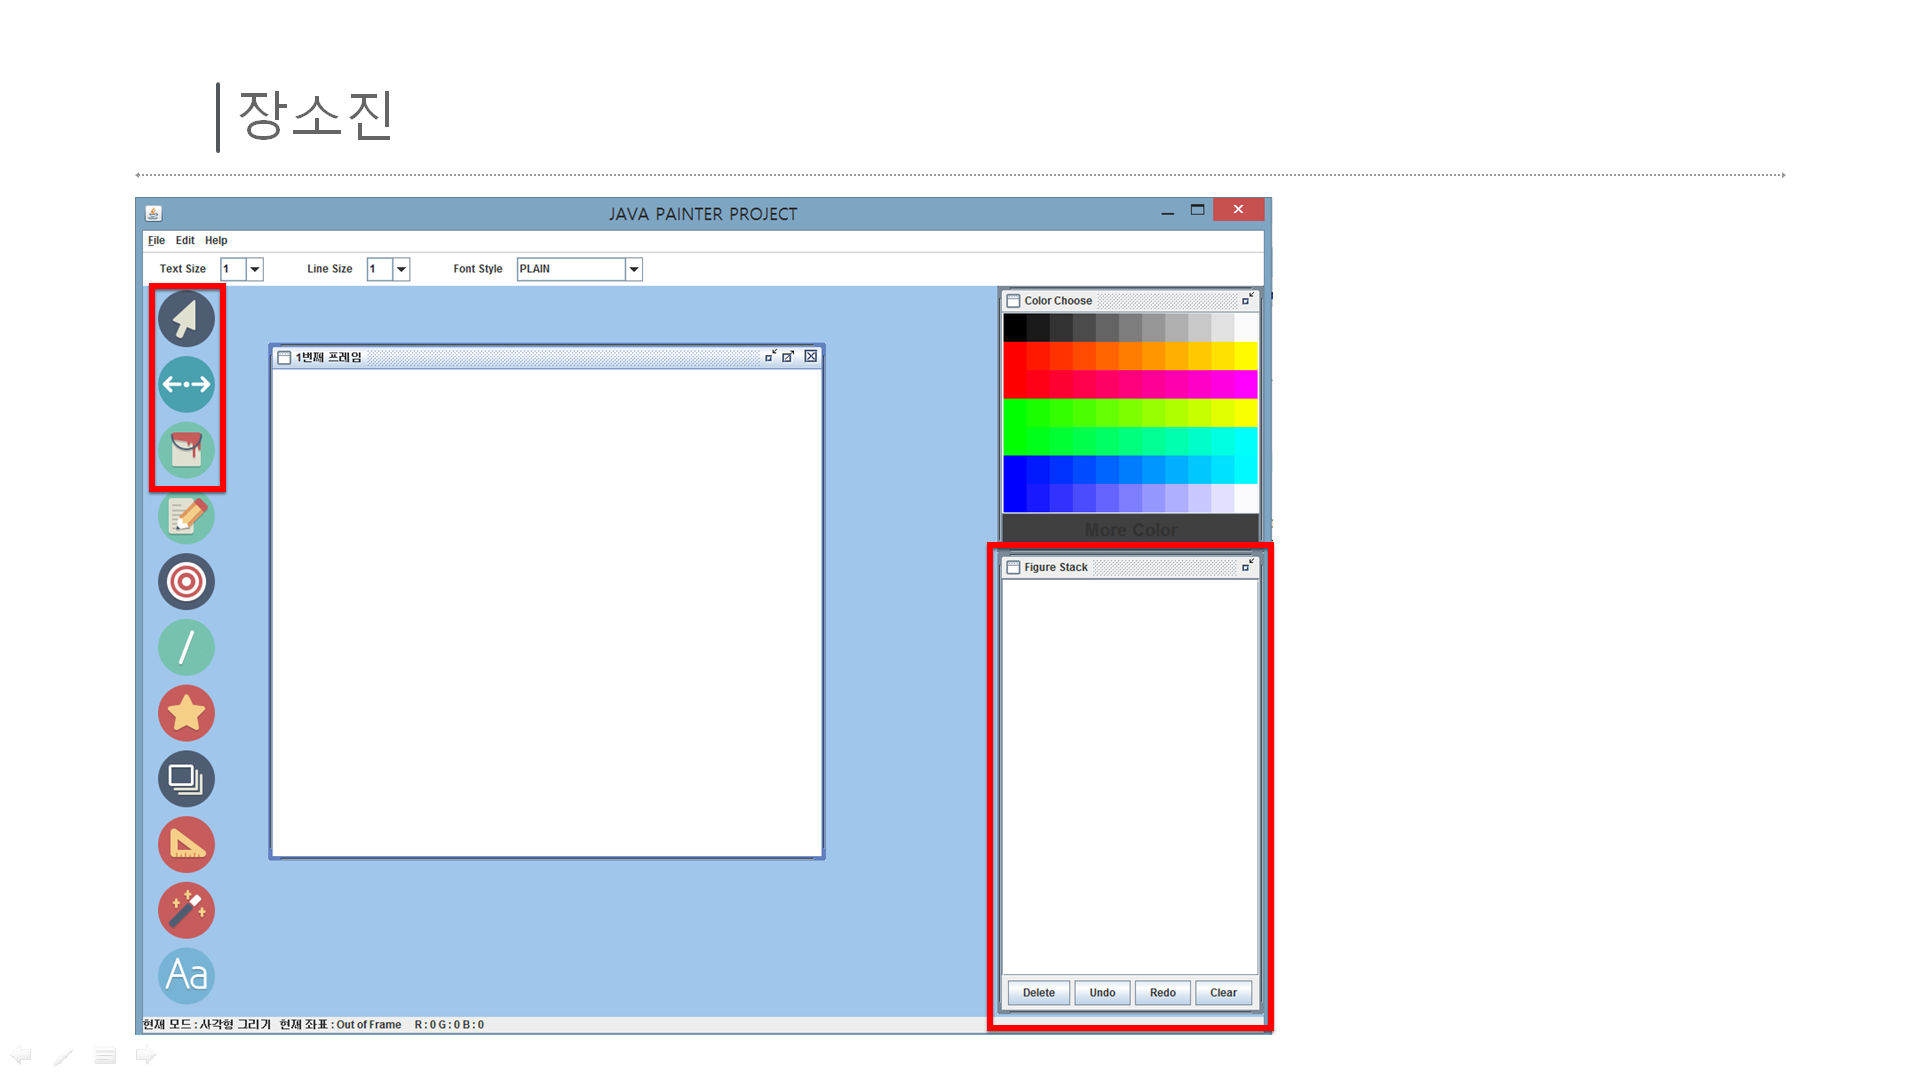 장소진
JAVA PAINTER PROJECT
File Edit Help
Text Size 1 Line Size 1 Font Style PLAIN
Color Choose
1번째 프레임
More Color
Figure Stack
Aa
Delete Undo Redo Clear
현재 모드 : 사각형 그리기 현재 좌표 : Out of Frame R : 0 G : 0 B : 0